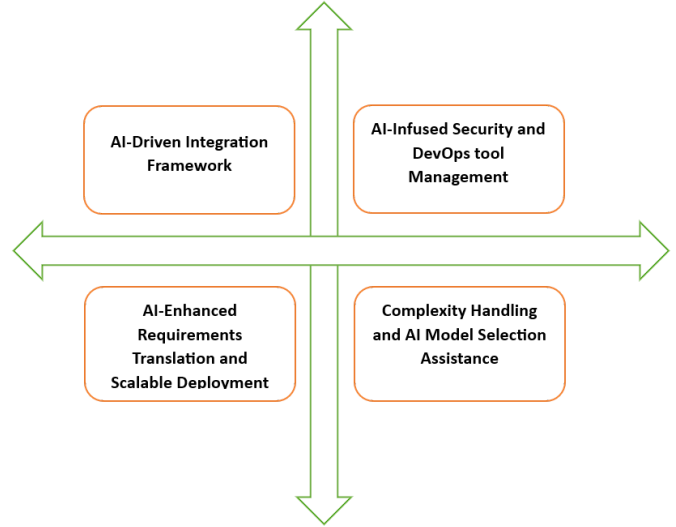 AI-Driven Integration
Framework
AI-Infused Security and
DevOps tool
Management
AI-Enhanced
Requirements
Translation and
Scalable Deployment
Complexity Handling
and AI Model Selection
Assistance